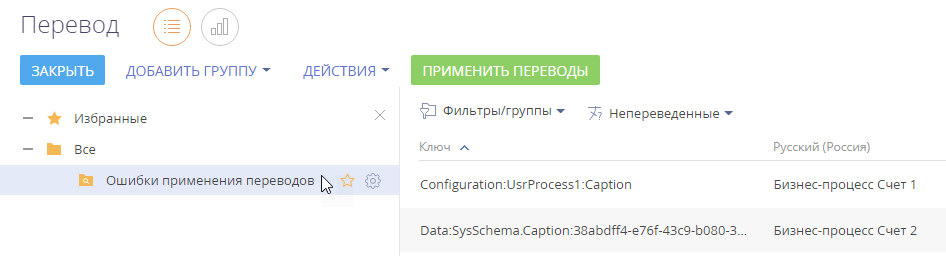 Перевод
ЗАКРЫТЬ ДОБАВИТЬ ГРУППУ ДЕЙСТВИЯ ПРИМЕНИТЬ ПЕРЕВОДЫ
Избранные
Все
Ошибки применения переводов
Фильтры/группы Непереведенные
Ключ Русский (Россия)
Configuration:UsrProcess1:Caption Бизнес-процесс Счет 1
Data:SysSchema.Caption:38abdff4-e76f-43c9-b080-3... Бизнес-процесс Счет 2